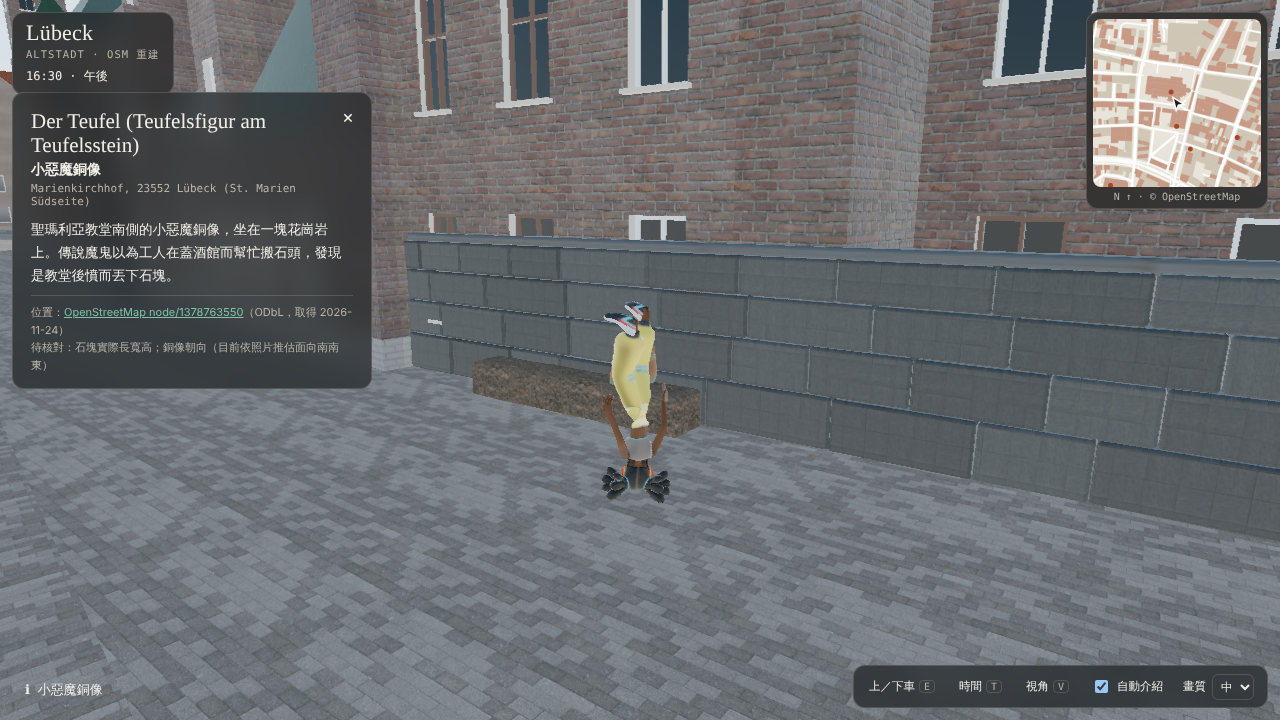 Lübeck
ALTSTADT · OSM 重建
16:30 · 午後
Der Teufel (Teufelsfigur am
Teufelsstein)
×
小惡魔銅像
Marienkirchhof, 23552 Lübeck (St. Marien
Südseite)
聖瑪利亞教堂南側的小惡魔銅像，坐在一塊花崗岩
上。傳說魔鬼以為工人在蓋酒館而幫忙搬石頭，發現
是教堂後憤而丟下石塊。
位置：OpenStreetMap node/1378763550（ODbL，取得 2026-
11-24）
待核對：石塊實際長寬高；銅像朝向（目前依照片推估面向南南
東）
N ↑ · © OpenStreetMap
ℹ 小惡魔銅像
上／下車 E 時間 T 視角 V 自動介紹 畫質 中